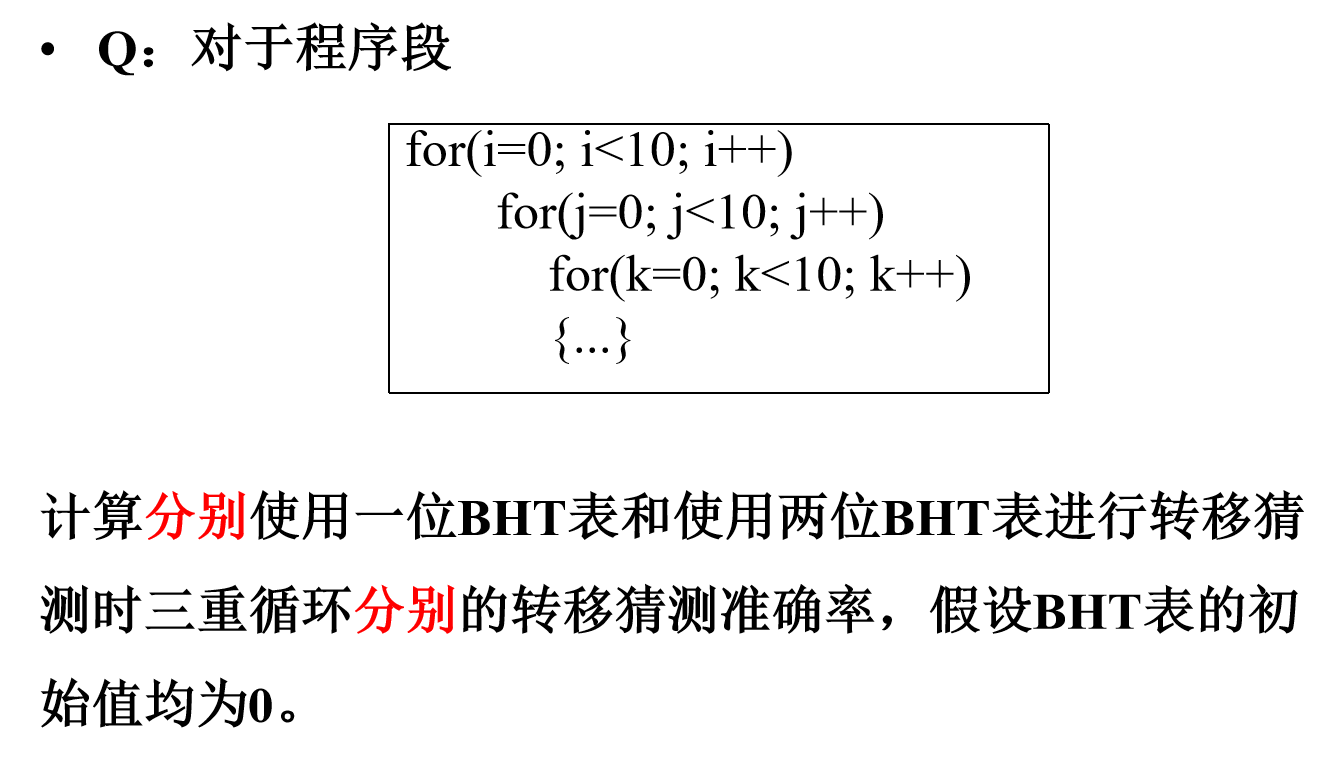 • Q：对于程序段
for(i=0; i<10; i++)
for(j=0; j<10; j++)
for(k=0; k<10; k++)
{...}
计算分别使用一位BHT表和使用两位BHT表进行转移猜
测时三重循环分别的转移猜测准确率，假设BHT表的初
始值均为0。